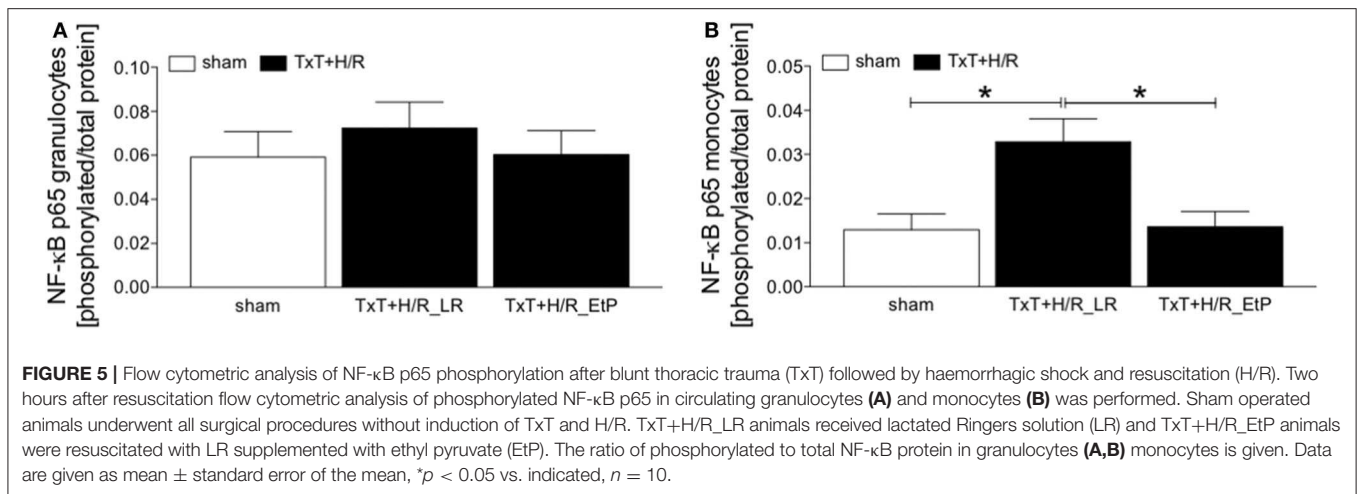 A
NF-κB p65 granulocytes
[phosphorylated/total protein]
sham TxT+H/R
0.10
0.08
0.06
0.04
0.02
0.00
sham TxT+H/R_LR TxT+H/R_EtP
B
NF-κB p65 monocytes
[phosphorylated/total protein]
sham TxT+H/R
0.05
0.04
0.03
0.02
0.01
0.00
* *
sham TxT+H/R_LR TxT+H/R_EtP
FIGURE 5 | Flow cytometric analysis of NF-κB p65 phosphorylation after blunt thoracic trauma (TxT) followed by haemorrhagic shock and resuscitation (H/R). Two
hours after resuscitation flow cytometric analysis of phosphorylated NF-κB p65 in circulating granulocytes (A) and monocytes (B) was performed. Sham operated
animals underwent all surgical procedures without induction of TxT and H/R. TxT+H/R_LR animals received lactated Ringers solution (LR) and TxT+H/R_EtP animals
were resuscitated with LR supplemented with ethyl pyruvate (EtP). The ratio of phosphorylated to total NF-κB protein in granulocytes (A,B) monocytes is given. Data
are given as mean ± standard error of the mean, *p < 0.05 vs. indicated, n = 10.